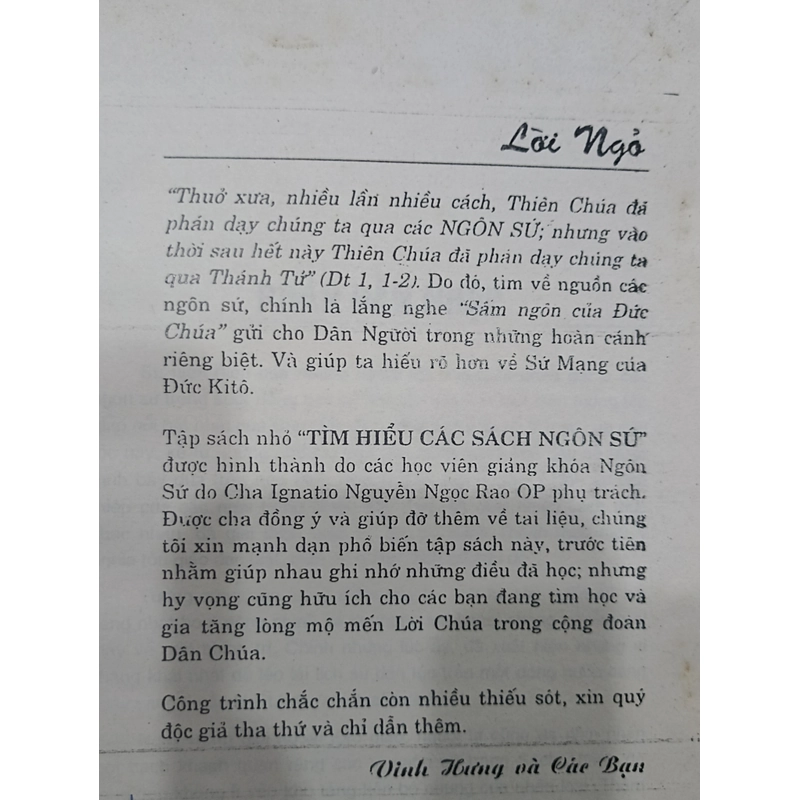 Lời Ngỏ
"Thuở xưa, nhiều lần nhiều cách, Thiên Chúa đã
phán dạy chúng ta qua các NGÔN SỨ; nhưng vào
thời sau hết này Thiên Chúa đã phán dạy chúng ta
qua Thánh Tử" (Dt 1, 1-2). Do đó, tìm về nguồn các
ngôn sứ, chính là lắng nghe "Sấm ngôn của Đức
Chúa" gửi cho Dân Người trong những hoàn cảnh
riêng biệt. Và giúp ta hiểu rõ hơn về Sứ Mạng của
Đức Kitô.
Tập sách nhỏ "TÌM HIỂU CÁC SÁCH NGÔN SỨ"
được hình thành do các học viên giảng khóa Ngôn
Sứ do Cha Ignatio Nguyễn Ngọc Rao OP phụ trách.
Được cha đồng ý và giúp đỡ thêm về tài liệu, chúng
tôi xin mạnh dạn phổ biến tập sách này, trước tiên
nhằm giúp nhau ghi nhớ những điều đã học; nhưng
hy vọng cũng hữu ích cho các bạn đang tìm học và
gia tăng lòng mộ mến Lời Chúa trong cộng đoàn
Dân Chúa.
Công trình chắc chắn còn nhiều thiếu sót, xin quý
độc giả tha thứ và chỉ dẫn thêm.
Vinh Hưng và Các Bạn